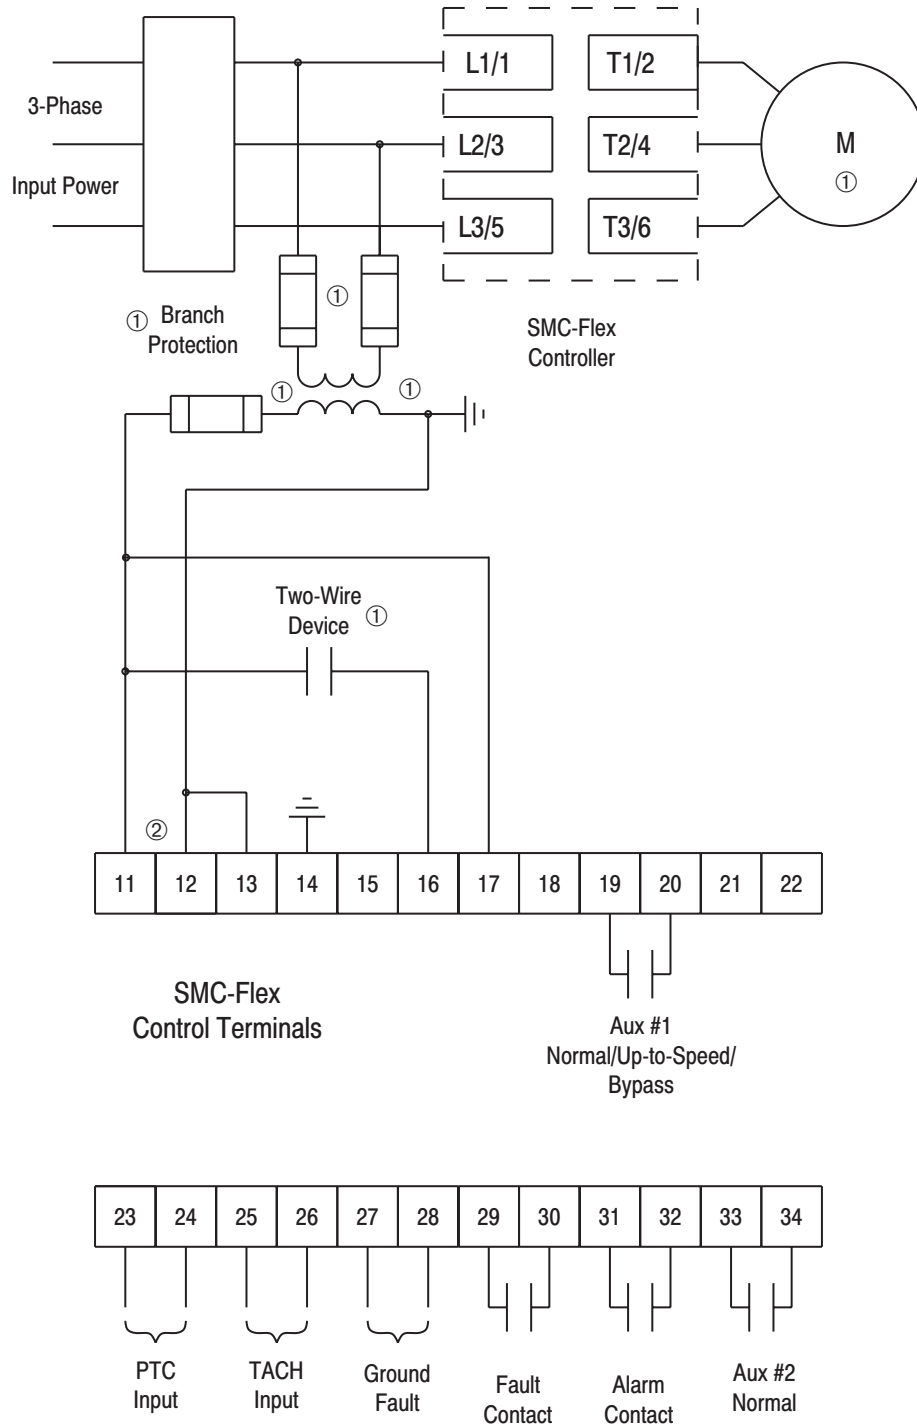 3-Phase
Input Power
L1/1
T1/2
L2/3
T2/4
L3/5
T3/6
M
①
① Branch
Protection
①
SMC-Flex
Controller
①
①
Two-Wire
Device ①
②
11 12 13 14 15 16 17 18 19 20 21 22
SMC-Flex
Control Terminals
Aux #1
Normal/Up-to-Speed/
Bypass
23 24 25 26 27 28 29 30 31 32 33 34
PTC
Input
TACH
Input
Ground
Fault
Fault
Contact
Alarm
Contact
Aux #2
Normal